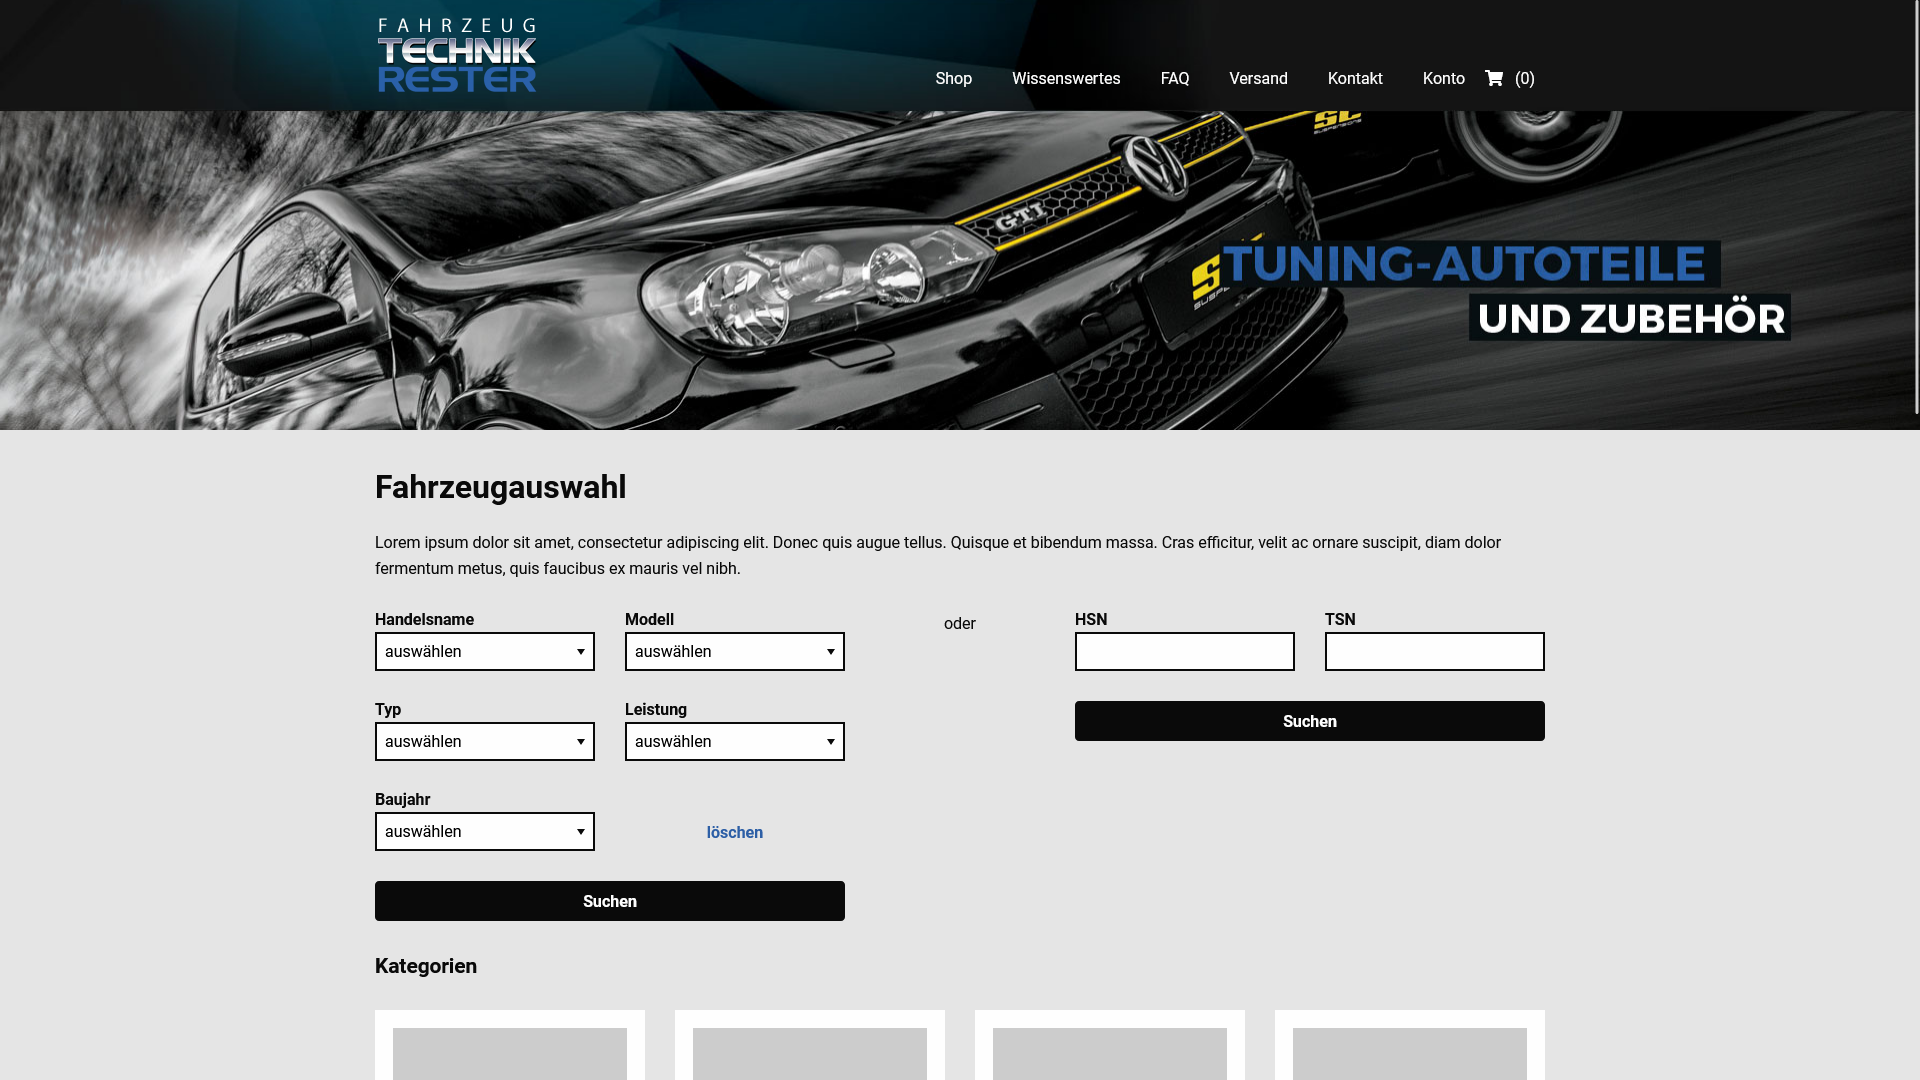 FAHRZEUG
TECHNIK
RESTER
Shop Wissenswertes FAQ Versand Kontakt Konto (0)
GTI
TUNING-AUTOTEILE
UND ZUBEHÖR
Fahrzeugauswahl
Lorem ipsum dolor sit amet, consectetur adipiscing elit. Donec quis augue tellus. Quisque et bibendum massa. Cras efficitur, velit ac ornare suscipit, diam dolor
fermentum metus, quis faucibus ex mauris vel nibh.
Handelsname Modell oder HSN TSN
auswählen auswählen
Typ Leistung Suchen
auswählen auswählen
Baujahr
auswählen löschen
Suchen
Kategorien